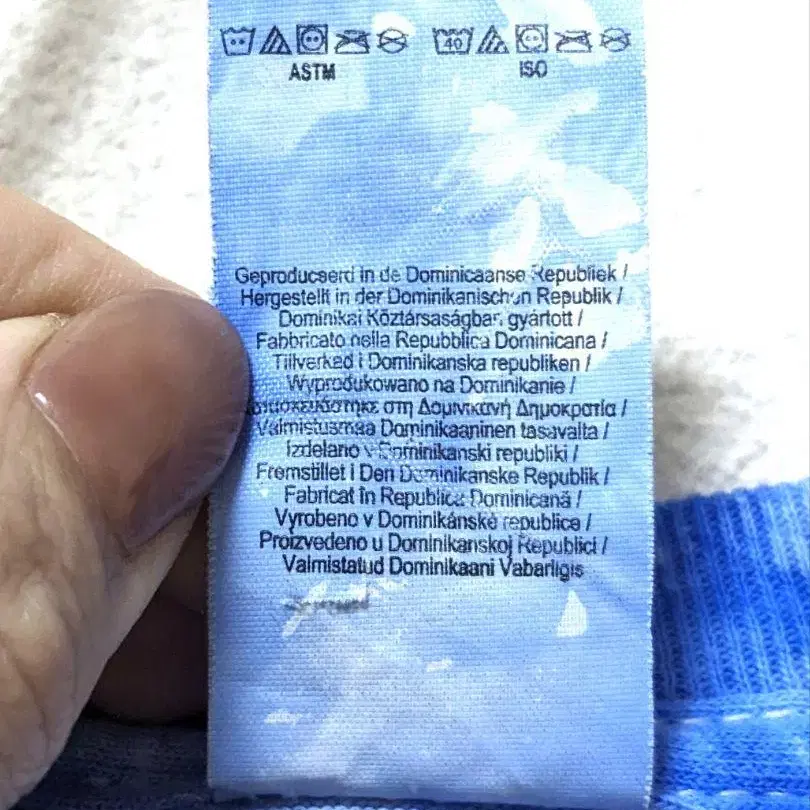 40
ASTM ISO
Geproduceerd in de Dominicaanse Republiek /
Hergestellt in der Dominikanischen Republik /
Dominikai Köztársaságban gyártott /
Fabbricato nella Repubblica Dominicana /
Tillverkad i Dominikanska republiken /
Wyprodukowano na Dominikanie /
στη Δομινικανή Δημοκρατία /
Valmistusmaa Dominikaaninen tasavalta /
Izdelano v Dominikanski republiki /
Fremstillet i Den Dominikanske Republik /
Fabricat în Republica Dominicană /
Vyrobeno v Dominikánské republice /
Proizvedeno u Dominikanskoj Republici /
Valmistatud Dominikaani Vabariigis